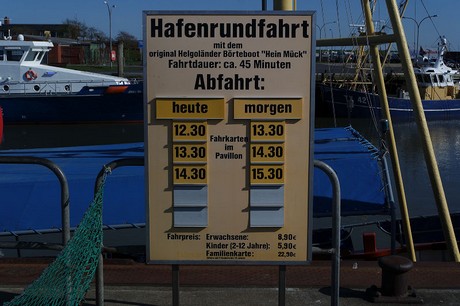 Hafenrundfahrt
mit dem
original Helgoländer Börteboot "Hein Mück"
Fahrtdauer: ca. 45 Minuten
Abfahrt:
heute morgen
12.30 13.30
13.30 14.30
14.30 15.30
Fahrkarten
im
Pavillon
Fahrpreis: Erwachsene: 8,90€
Kinder (2-12 Jahre) 5,90€
Familienkarte: 22,90€